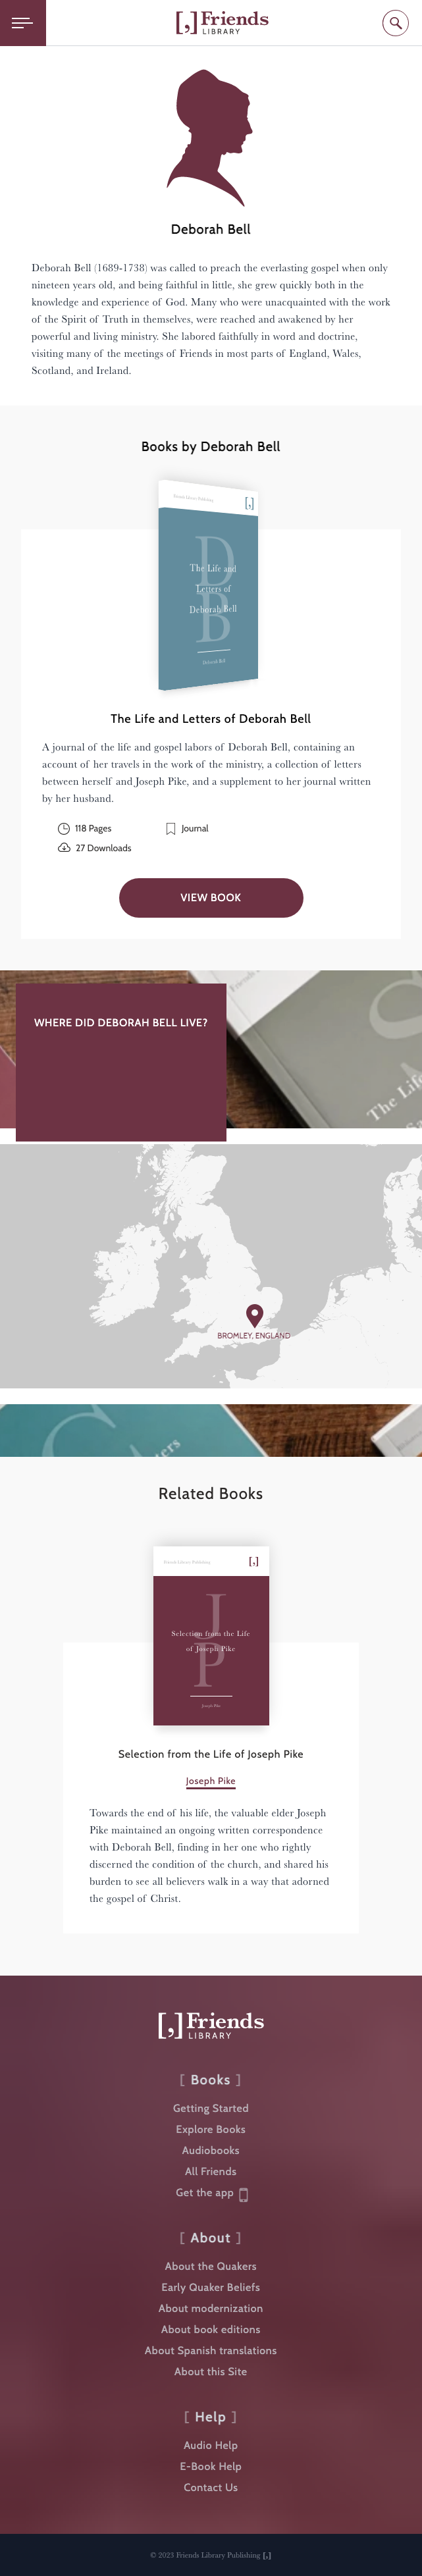 [,] Friends
LIBRARY
Deborah Bell
Deborah Bell (1689-1738) was called to preach the everlasting gospel when only
nineteen years old, and being faithful in little, she grew quickly both in the
knowledge and experience of God. Many who were unacquainted with the work
of the Spirit of Truth in themselves, were reached and awakened by her
powerful and living ministry. She labored faithfully in word and doctrine,
visiting many of the meetings of Friends in most parts of England, Wales,
Scotland, and Ireland.
Books by Deborah Bell
Friends Library Publishing
[,]
D
B
The Life and
Letters of
Deborah Bell
Deborah Bell
The Life and Letters of Deborah Bell
A journal of the life and gospel labors of Deborah Bell, containing an
account of her travels in the work of the ministry, a collection of letters
between herself and Joseph Pike, and a supplement to her journal written
by her husband.
118 Pages
Journal
27 Downloads
VIEW BOOK
WHERE DID DEBORAH BELL LIVE?
S
The Life
BROMLEY, ENGLAND
Related Books
Friends Library Publishing
[,]
J
P
Selection from the Life
of Joseph Pike
Joseph Pike
Selection from the Life of Joseph Pike
Joseph Pike
Towards the end of his life, the valuable elder Joseph
Pike maintained an ongoing written correspondence
with Deborah Bell, finding in her one who rightly
discerned the condition of the church, and shared his
burden to see all believers walk in a way that adorned
the gospel of Christ.
[,] Friends
LIBRARY
[ Books ]
Getting Started
Explore Books
Audiobooks
All Friends
Get the app
[ About ]
About the Quakers
Early Quaker Beliefs
About modernization
About book editions
About Spanish translations
About this Site
[ Help ]
Audio Help
E-Book Help
Contact Us
© 2023 Friends Library Publishing [,]